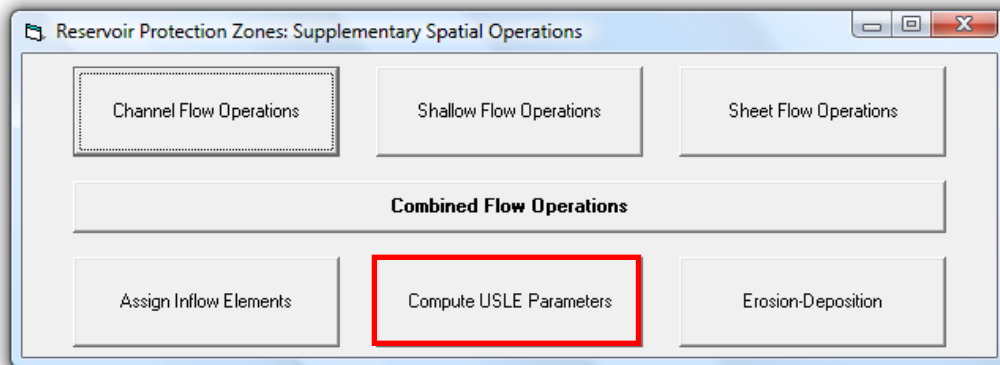 Reservoir Protection Zones: Supplementary Spatial Operations
Channel Flow Operations
Shallow Flow Operations
Sheet Flow Operations
Combined Flow Operations
Assign Inflow Elements
Compute USLE Parameters
Erosion-Deposition